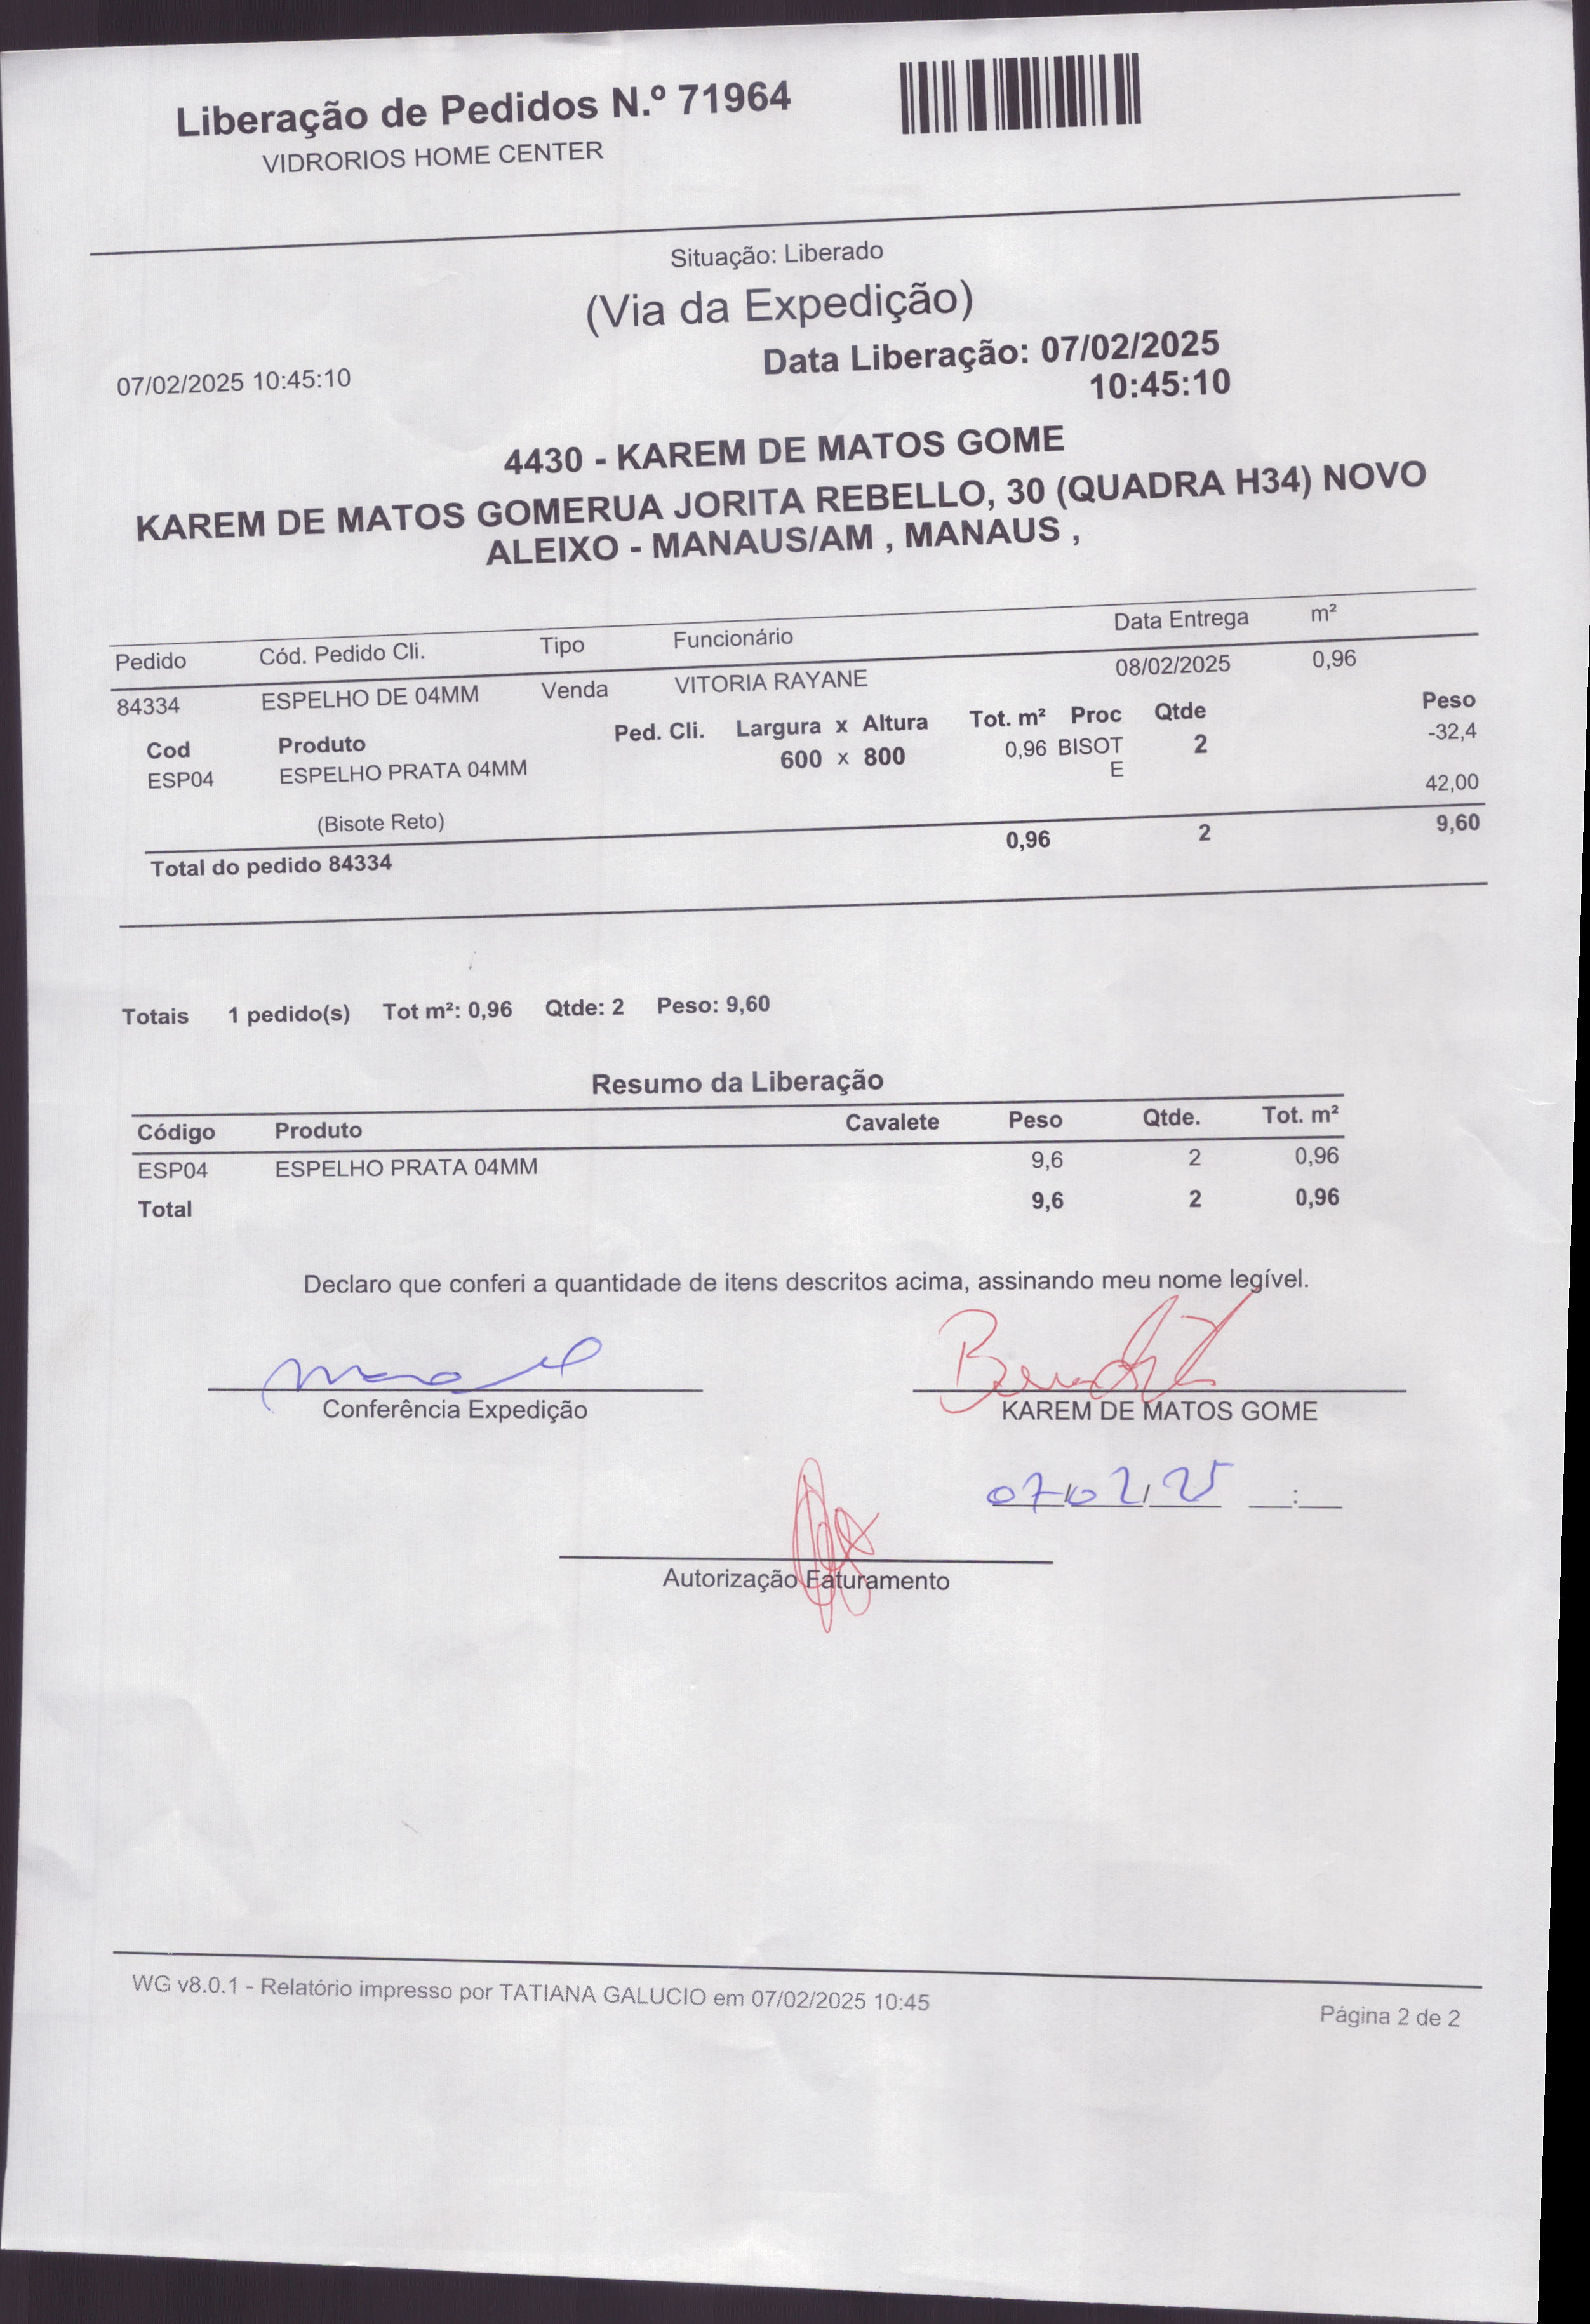 Liberação de Pedidos N.º 71964
VIDRORIOS HOME CENTER
Situação: Liberado
(Via da Expedição)
07/02/2025 10:45:10
Data Liberação: 07/02/2025
10:45:10
4430 - KAREM DE MATOS GOME
KAREM DE MATOS GOMERUA JORITA REBELLO, 30 (QUADRA H34) NOVO
ALEIXO - MANAUS/AM , MANAUS ,
Pedido Cód. Pedido Cli. Tipo Funcionário Data Entrega m²
84334 ESPELHO DE 04MM Venda VITORIA RAYANE 08/02/2025 0,96
Cod Produto Ped. Cli. Largura x Altura Tot. m² Proc Qtde Peso
ESP04 ESPELHO PRATA 04MM 600 x 800 0,96 BISOT 2 -32,4
E
42,00
(Bisote Reto)
Total do pedido 84334 0,96 2 9,60
Totais 1 pedido(s) Tot m²: 0,96 Qtde: 2 Peso: 9,60
Resumo da Liberação
Código Produto Cavalete Peso Qtde. Tot. m²
ESP04 ESPELHO PRATA 04MM 9,6 2 0,96
Total 9,6 2 0,96
Declaro que conferi a quantidade de itens descritos acima, assinando meu nome legível.
Conferência Expedição
KAREM DE MATOS GOME
07/02/25 __:__
Autorização Faturamento
WG v8.0.1 - Relatório impresso por TATIANA GALUCIO em 07/02/2025 10:45
Página 2 de 2